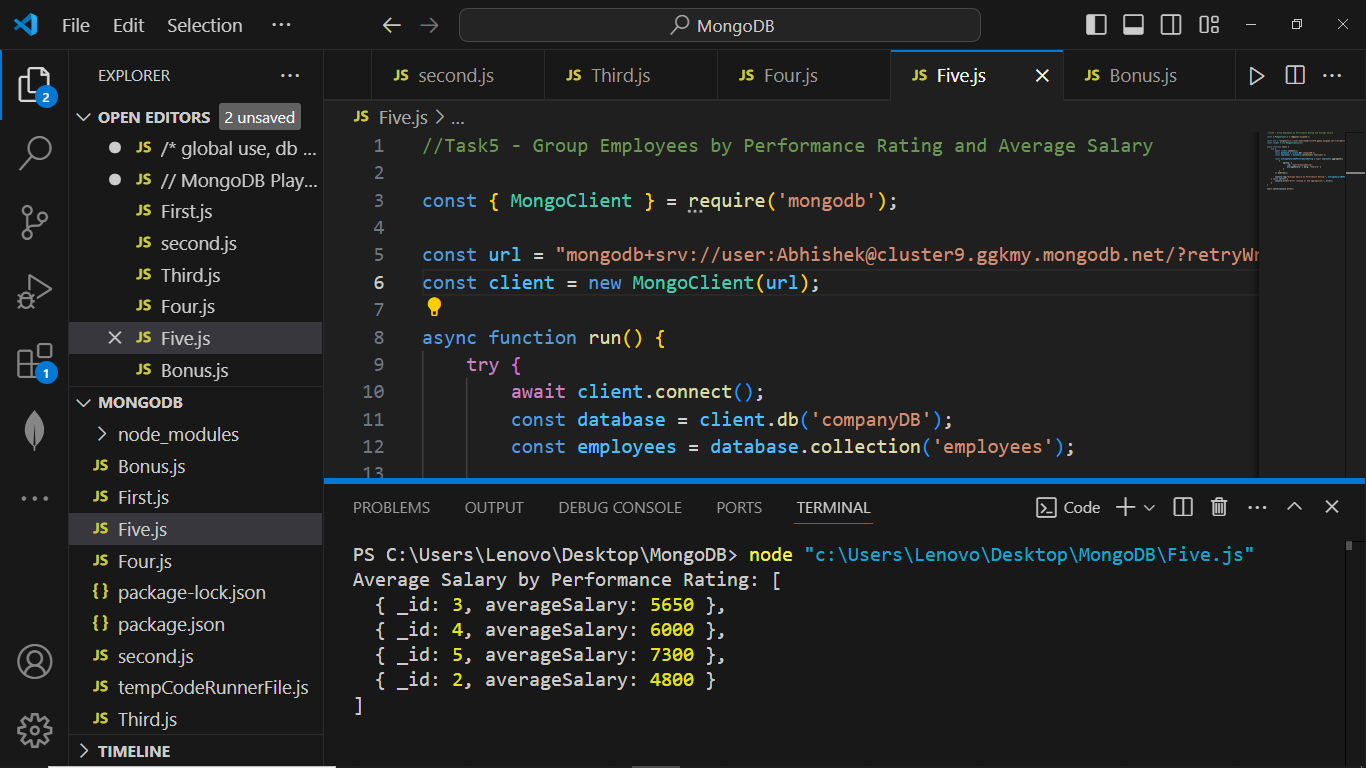 File Edit Selection ··· MongoDB
EXPLORER ···
OPEN EDITORS 2 unsaved
JS /* global use, db ...
JS // MongoDB Play...
JS First.js
JS second.js
JS Third.js
JS Four.js
JS Five.js
JS Bonus.js
MONGODB
node_modules
JS Bonus.js
JS First.js
JS Five.js
JS Four.js
{} package-lock.json
{} package.json
JS second.js
JS tempCodeRunnerFile.js
JS Third.js
TIMELINE
2
1
JS second.js JS Third.js JS Four.js JS Five.js JS Bonus.js ···
JS Five.js > ...
1 //Task5 - Group Employees by Performance Rating and Average Salary
2
3 const { MongoClient } = require('mongodb');
4
5 const url = "mongodb+srv://user:Abhishek@cluster9.ggkmy.mongodb.net/?retryWr
6 const client = new MongoClient(url);
7
8 async function run() {
9 try {
10 await client.connect();
11 const database = client.db('companyDB');
12 const employees = database.collection('employees');
13
PROBLEMS OUTPUT DEBUG CONSOLE PORTS TERMINAL Code ···
PS C:\Users\Lenovo\Desktop\MongoDB> node "c:\Users\Lenovo\Desktop\MongoDB\Five.js"
Average Salary by Performance Rating: [
{ _id: 3, averageSalary: 5650 },
{ _id: 4, averageSalary: 6000 },
{ _id: 5, averageSalary: 7300 },
{ _id: 2, averageSalary: 4800 }
]